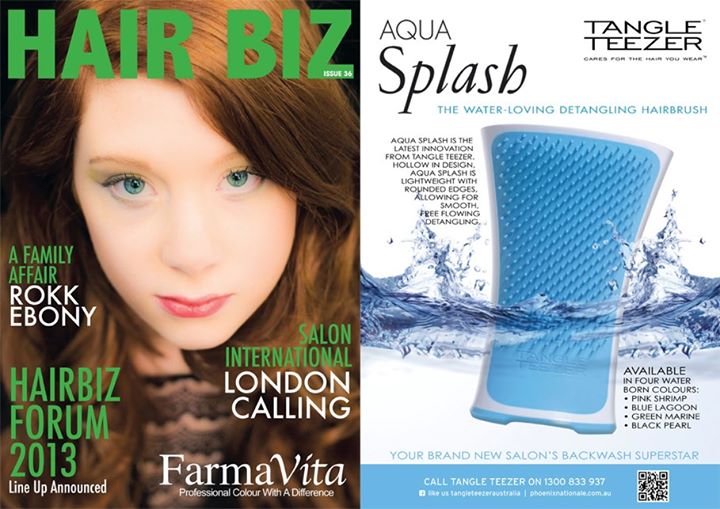 HAIR BIZ
ISSUE 36
A FAMILY
AFFAIR
ROKK
EBONY
SALON
INTERNATIONAL
LONDON
CALLING
HAIRBIZ
FORUM
2013
Line Up Announced
FarmaVita
Professional Colour With A Difference
AQUA
Splash
TANGLE
TEEZER™
CARES FOR THE HAIR YOU WEAR™
THE WATER-LOVING DETANGLING HAIRBRUSH
AQUA SPLASH IS THE
LATEST INNOVATION
FROM TANGLE TEEZER.
HOLLOW IN DESIGN,
AQUA SPLASH IS
LIGHTWEIGHT WITH
ROUNDED EDGES,
ALLOWING FOR
SMOOTH,
FREE FLOWING
DETANGLING.
TANGLE
TEEZER
AVAILABLE
IN FOUR WATER
BORN COLOURS:
• PINK SHRIMP
• BLUE LAGOON
• GREEN MARINE
• BLACK PEARL
YOUR BRAND NEW SALON'S BACKWASH SUPERSTAR
CALL TANGLE TEEZER ON 1300 833 937
f like us tangleteezeraustralia | phoenixnationale.com.au